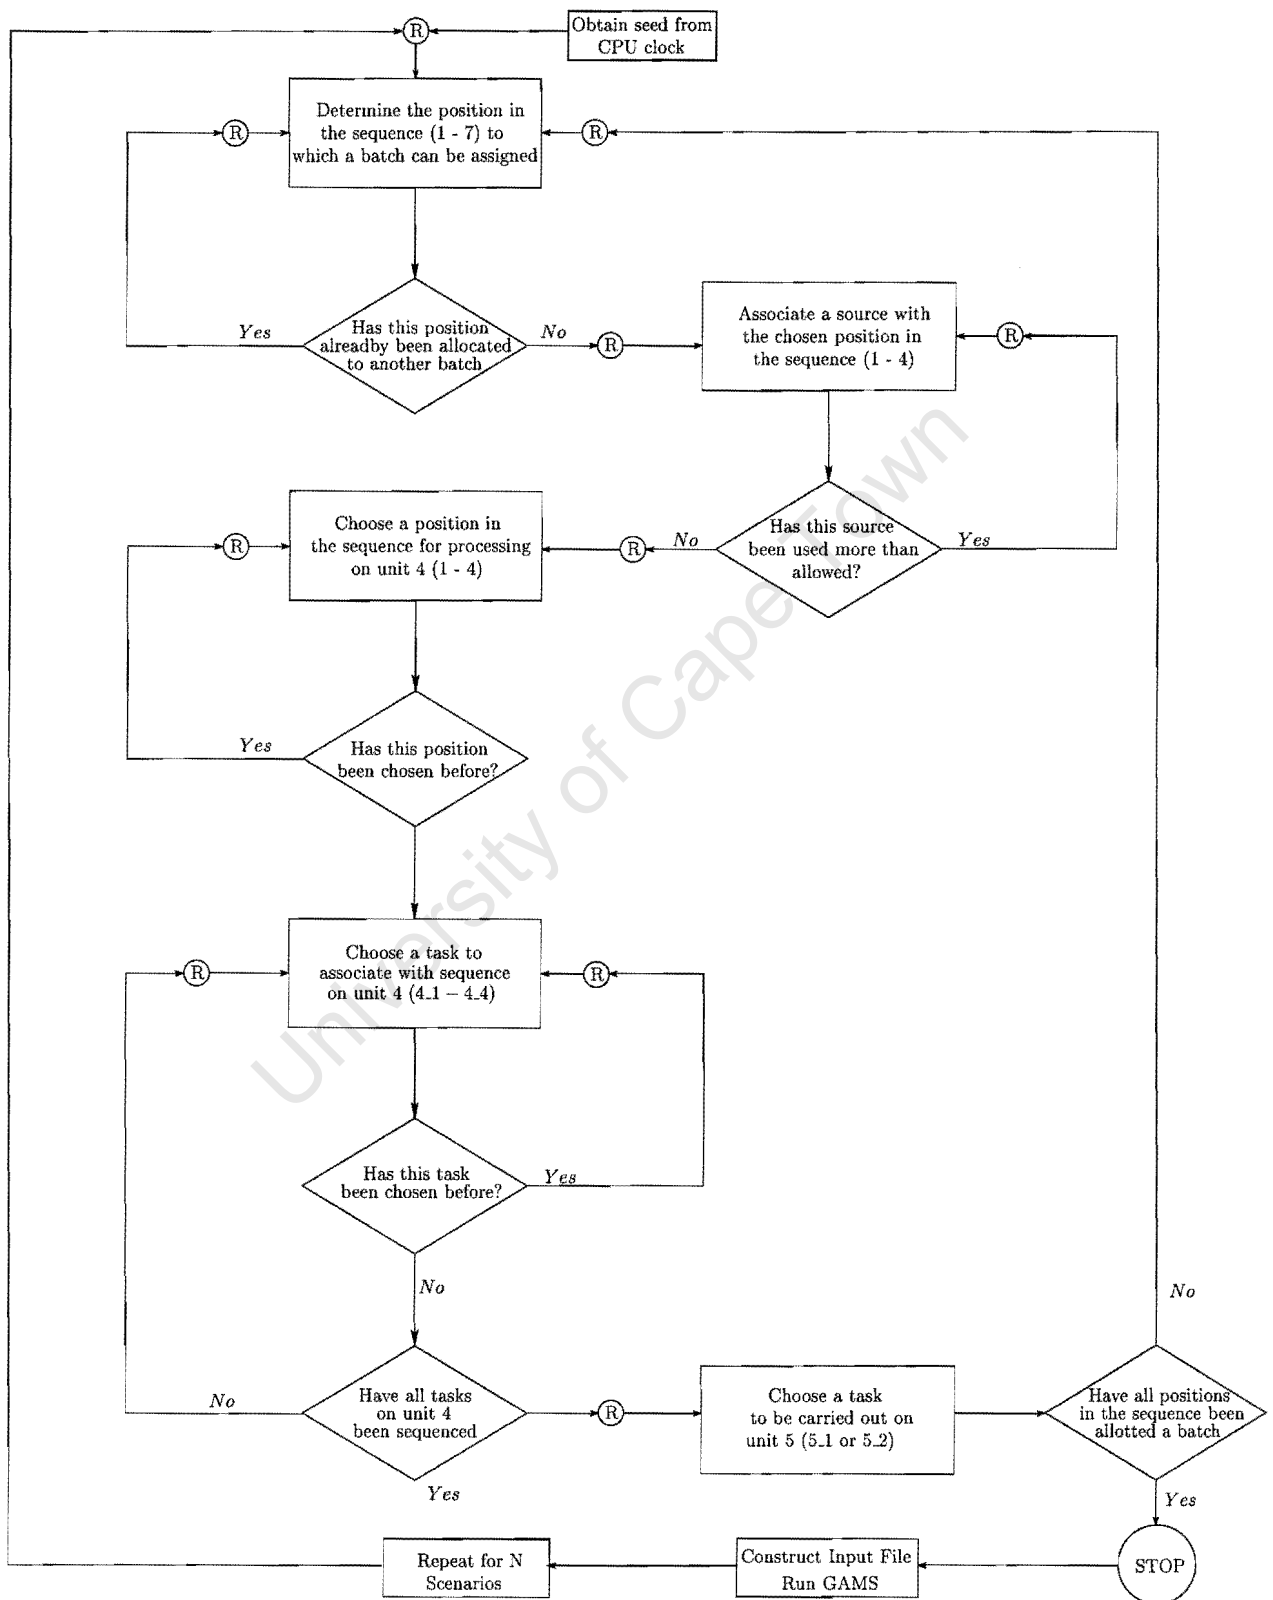 R
Obtain seed from
CPU clock
Determine the position in
the sequence (1 - 7) to
which a batch can be assigned
R
R
Has this position
alreadby been allocated
to another batch
Yes
No
R
Associate a source with
the chosen position in
the sequence (1 - 4)
R
Has this source
been used more than
allowed?
Yes
No
R
Choose a position in
the sequence for processing
on unit 4 (1 - 4)
R
Has this position
been chosen before?
Yes
Choose a task to
associate with sequence
on unit 4 (4_1 – 4_4)
R
R
Has this task
been chosen before?
Yes
No
Have all tasks
on unit 4
been sequenced
No
Yes
R
Choose a task
to be carried out on
unit 5 (5_1 or 5_2)
Have all positions
in the sequence been
allotted a batch
No
Yes
STOP
Construct Input File
Run GAMS
Repeat for N
Scenarios
University of Cape Town